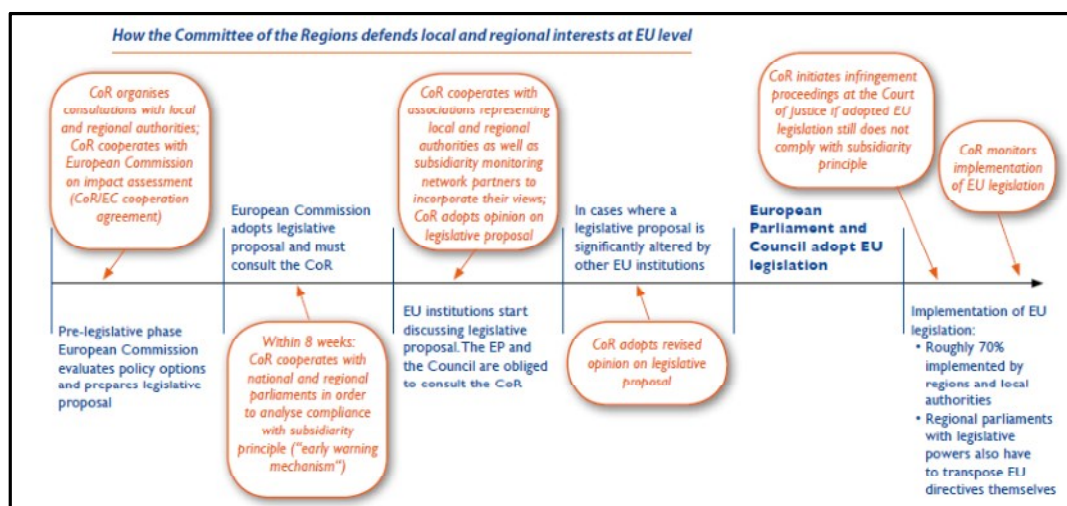 How the Committee of the Regions defends local and regional interests at EU level
CoR organises
consultations with local
and regional authorities;
CoR cooperates with
European Commission
on impact assessment
(CoR/EC cooperation
agreement)
European Commission
adopts legislative
proposal and must
consult the CoR
CoR cooperates with
associations representing
local and regional
authorities as well as
subsidiarity monitoring
network partners to
incorporate their views;
CoR adopts opinion on
legislative proposal
In cases where a
legislative proposal is
significantly altered by
other EU institutions
CoR initiates infringement
proceedings at the Court
of Justice if adopted EU
legislation still does not
comply with subsidiarity
principle
European
Parliament and
Council adopt EU
legislation
CoR monitors
implementation
of EU legislation
Pre-legislative phase
European Commission
evaluates policy options
and prepares legislative
proposal
Within 8 weeks:
CoR cooperates with
national and regional
parliaments in order
to analyse compliance
with subsidiarity
principle ("early warning
mechanism")
EU institutions start
discussing legislative
proposal. The EP and
the Council are obliged
to consult the CoR
CoR adopts revised
opinion on legislative
proposal
Implementation of EU
legislation:
• Roughly 70%
implemented by
regions and local
authorities
• Regional parliaments
with legislative
powers also have
to transpose EU
directives themselves